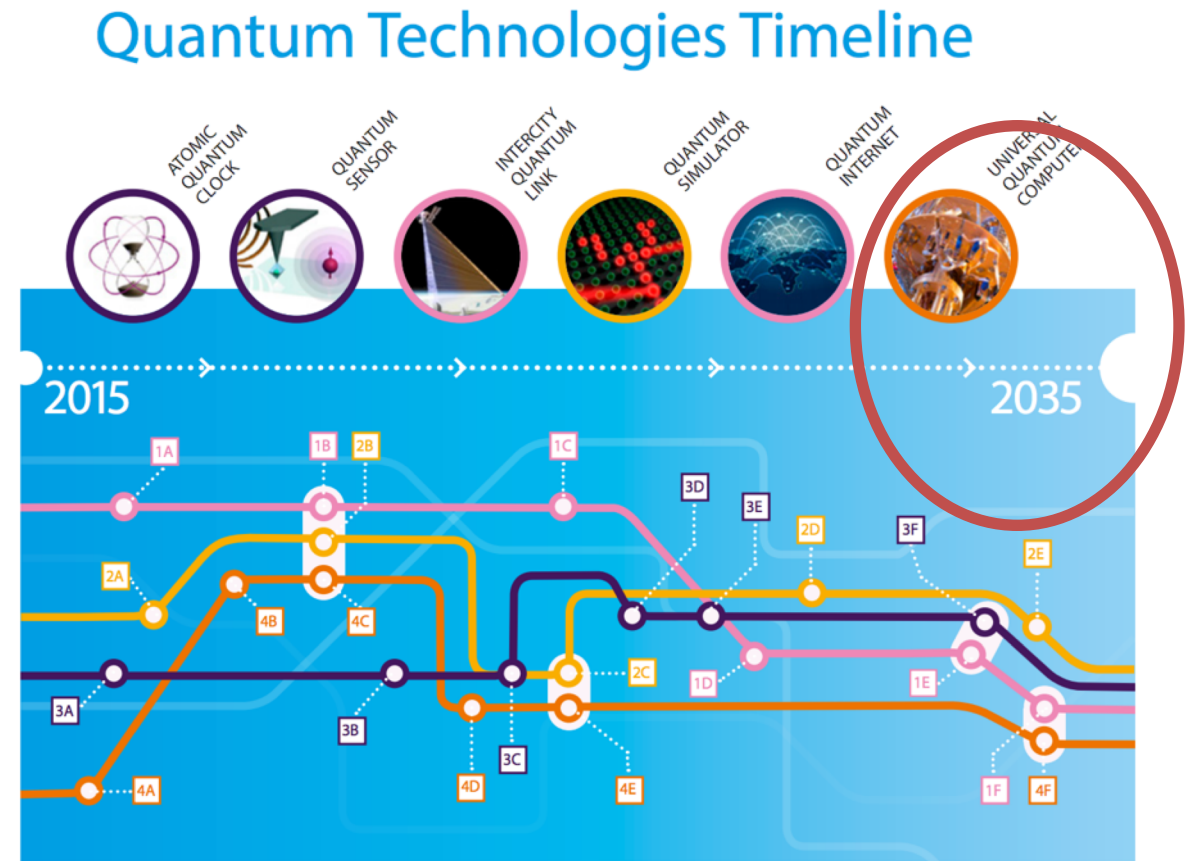 Quantum Technologies Timeline
ATOMIC
QUANTUM
CLOCK
QUANTUM
SENSOR
INTERCITY
QUANTUM
LINK
QUANTUM
SIMULATOR
QUANTUM
INTERNET
UNIVERSAL
QUANTUM
COMPUTER
2015
2035
1A
1B
2B
1C
3D
3E
2D
3F
2E
2A
4B
4C
2C
1D
1E
3A
3B
3C
4A
4D
4E
1F
4F